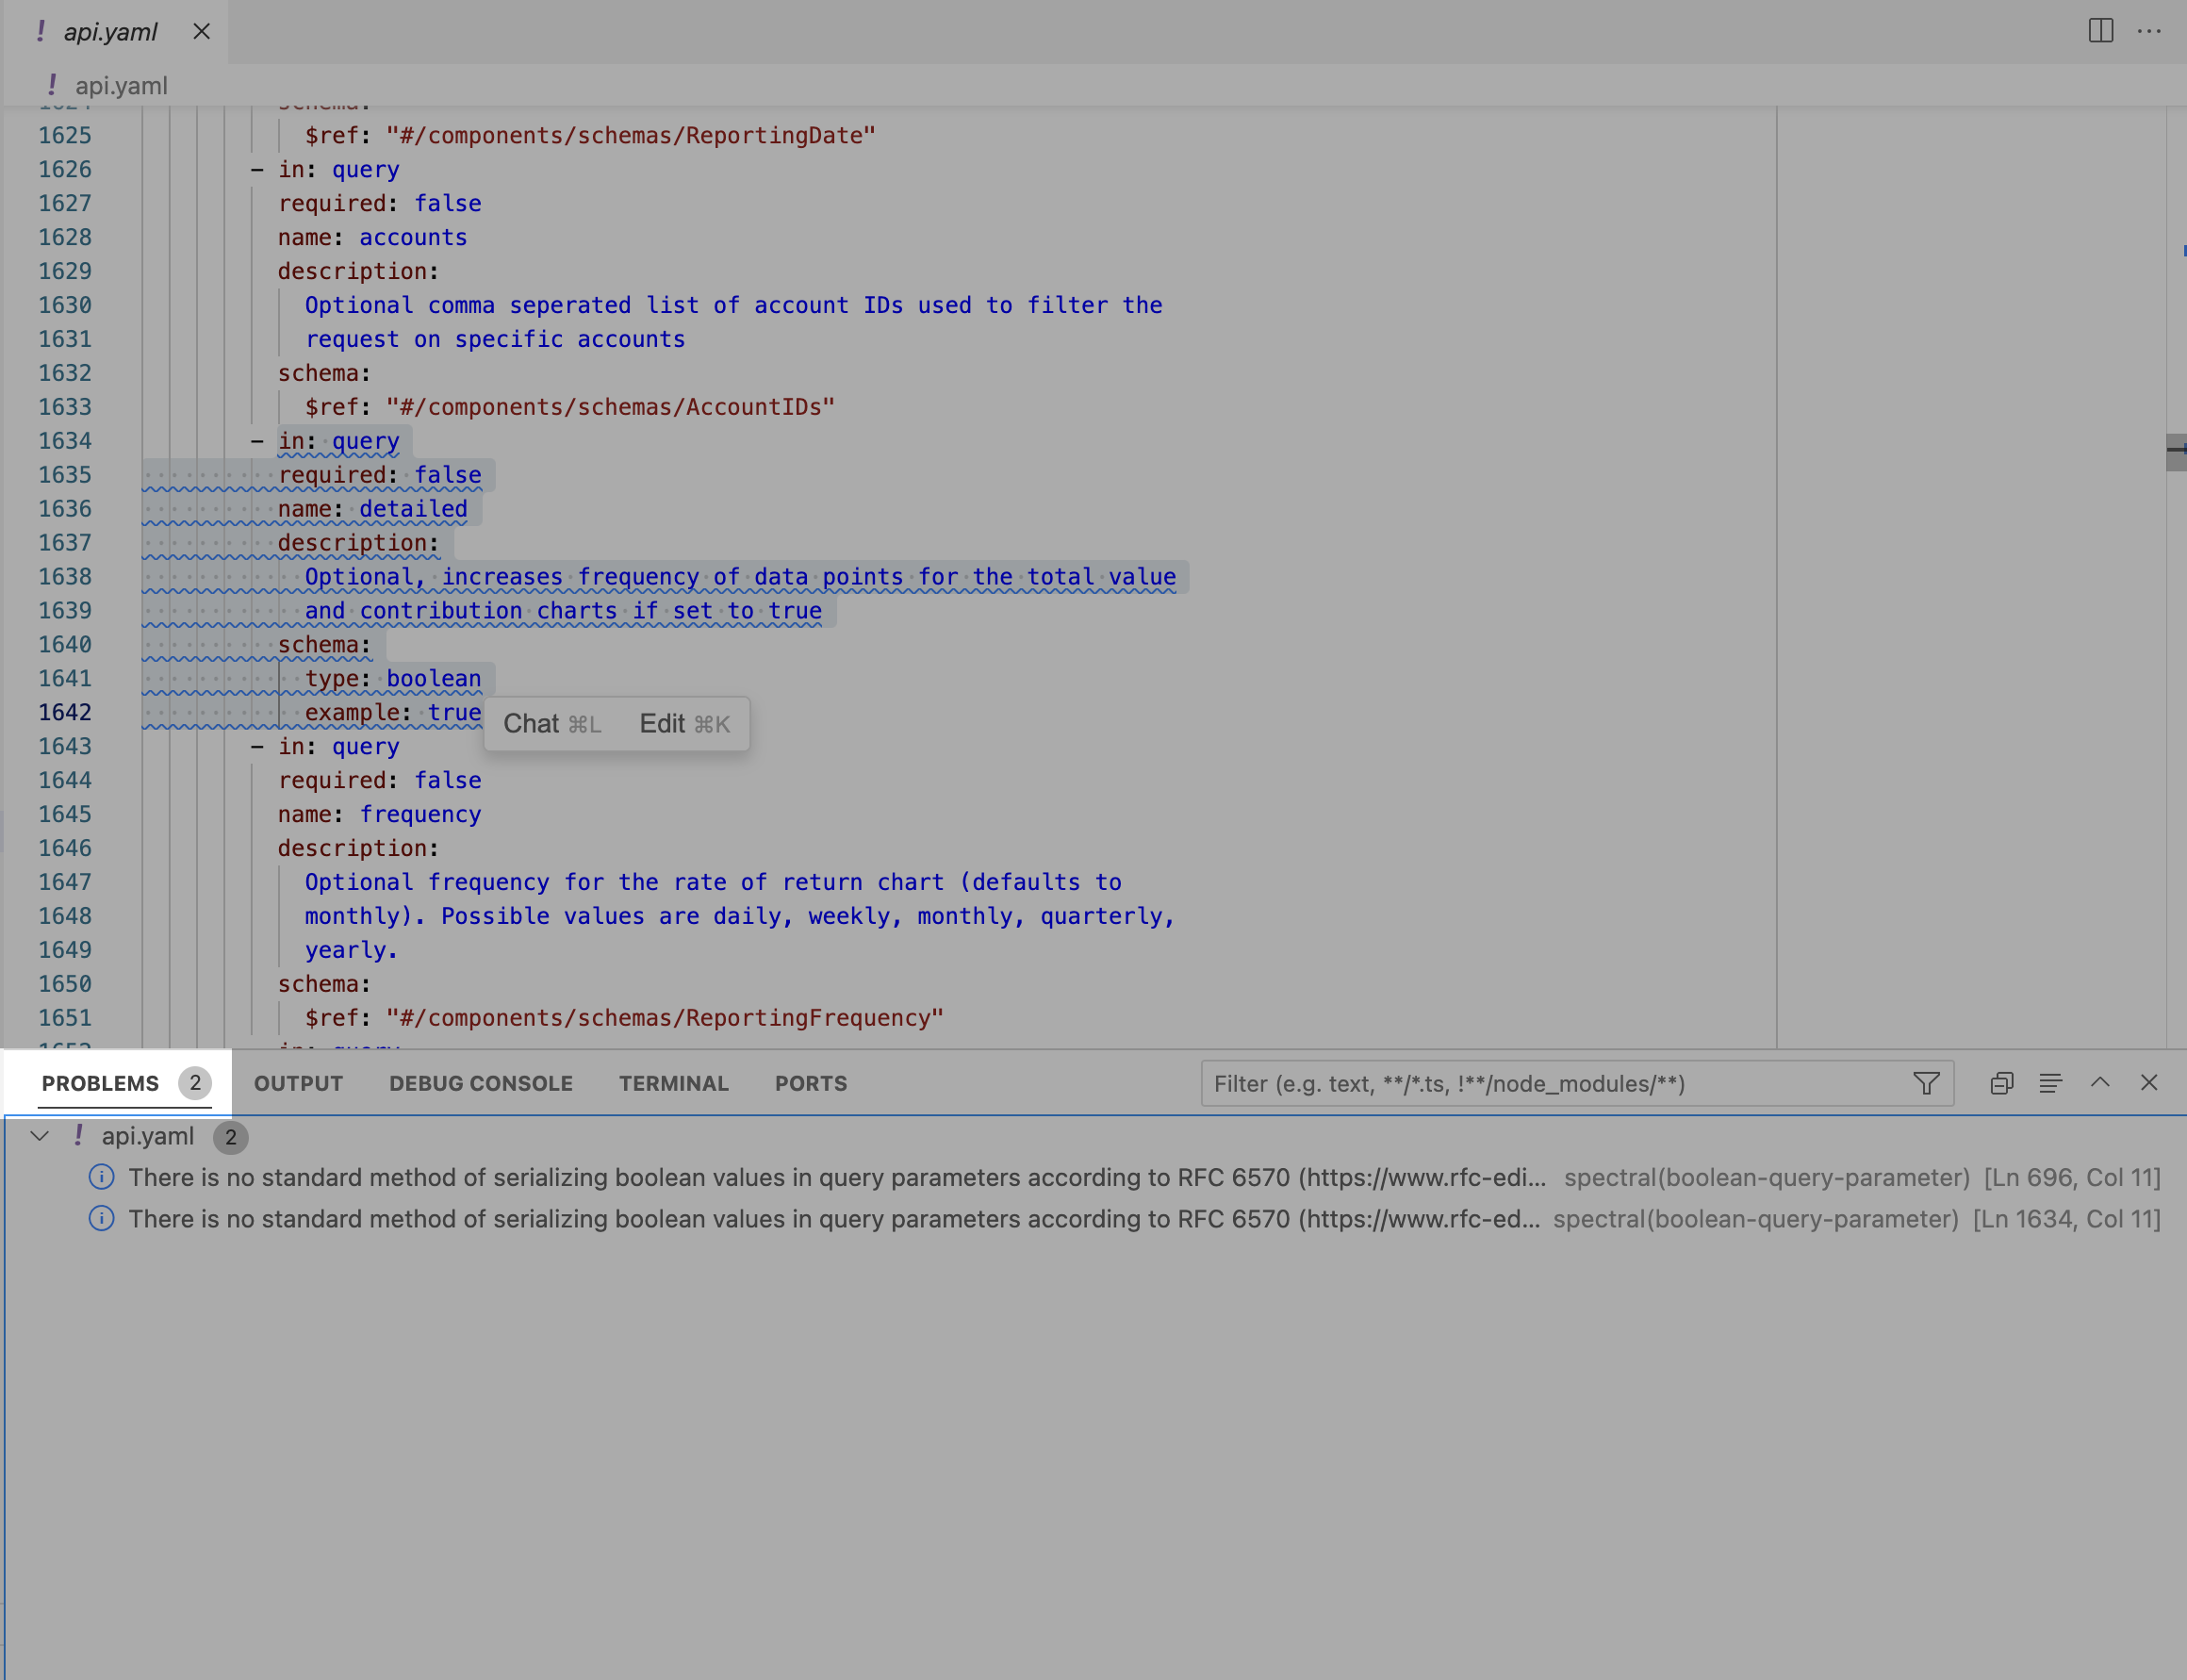 ! api.yaml
! api.yaml
1624 schema:
1625 $ref: "#/components/schemas/ReportingDate"
1626 - in: query
1627 required: false
1628 name: accounts
1629 description:
1630 Optional comma seperated list of account IDs used to filter the
1631 request on specific accounts
1632 schema:
1633 $ref: "#/components/schemas/AccountIDs"
1634 - in: query
1635 required: false
1636 name: detailed
1637 description:
1638 Optional, increases frequency of data points for the total value
1639 and contribution charts if set to true
1640 schema:
1641 type: boolean
1642 example: true
Chat ⌘L Edit ⌘K
1643 - in: query
1644 required: false
1645 name: frequency
1646 description:
1647 Optional frequency for the rate of return chart (defaults to
1648 monthly). Possible values are daily, weekly, monthly, quarterly,
1649 yearly.
1650 schema:
1651 $ref: "#/components/schemas/ReportingFrequency"
1652 in: query
PROBLEMS 2 OUTPUT DEBUG CONSOLE TERMINAL PORTS Filter (e.g. text, **/*.ts, !**/node_modules/**)
! api.yaml 2
There is no standard method of serializing boolean values in query parameters according to RFC 6570 (https://www.rfc-edi... spectral(boolean-query-parameter) [Ln 696, Col 11]
There is no standard method of serializing boolean values in query parameters according to RFC 6570 (https://www.rfc-ed... spectral(boolean-query-parameter) [Ln 1634, Col 11]